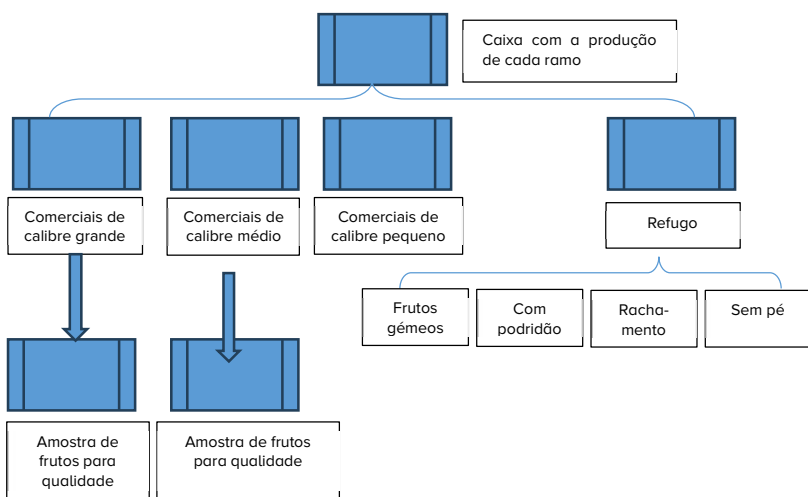 Caixa com a produção
de cada ramo
Comerciais de
calibre grande
Comerciais de
calibre médio
Comerciais de
calibre pequeno
Refugo
Frutos
gémeos
Com
podridão
Racha-
mento
Sem pé
Amostra de
frutos para
qualidade
Amostra de frutos
para qualidade